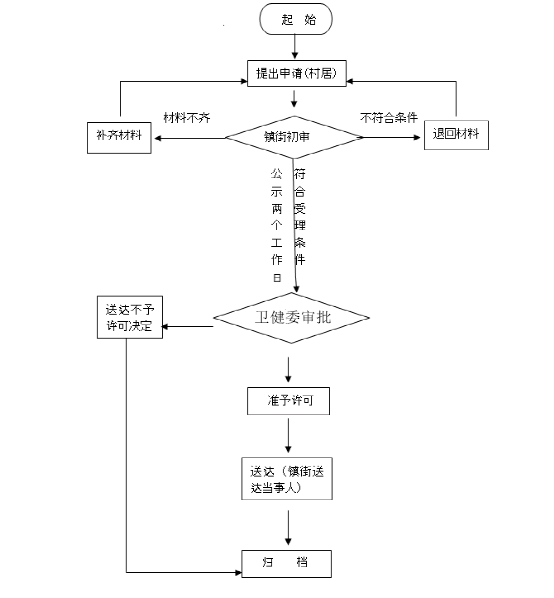 起 始
提出申请(村居)
材料不齐
不符合条件
补齐材料
镇街初审
退回材料
公示两个工作日
符合受理条件
卫健委审批
送达不予
许可决定
准予许可
送达（镇街送
达当事人）
归 档